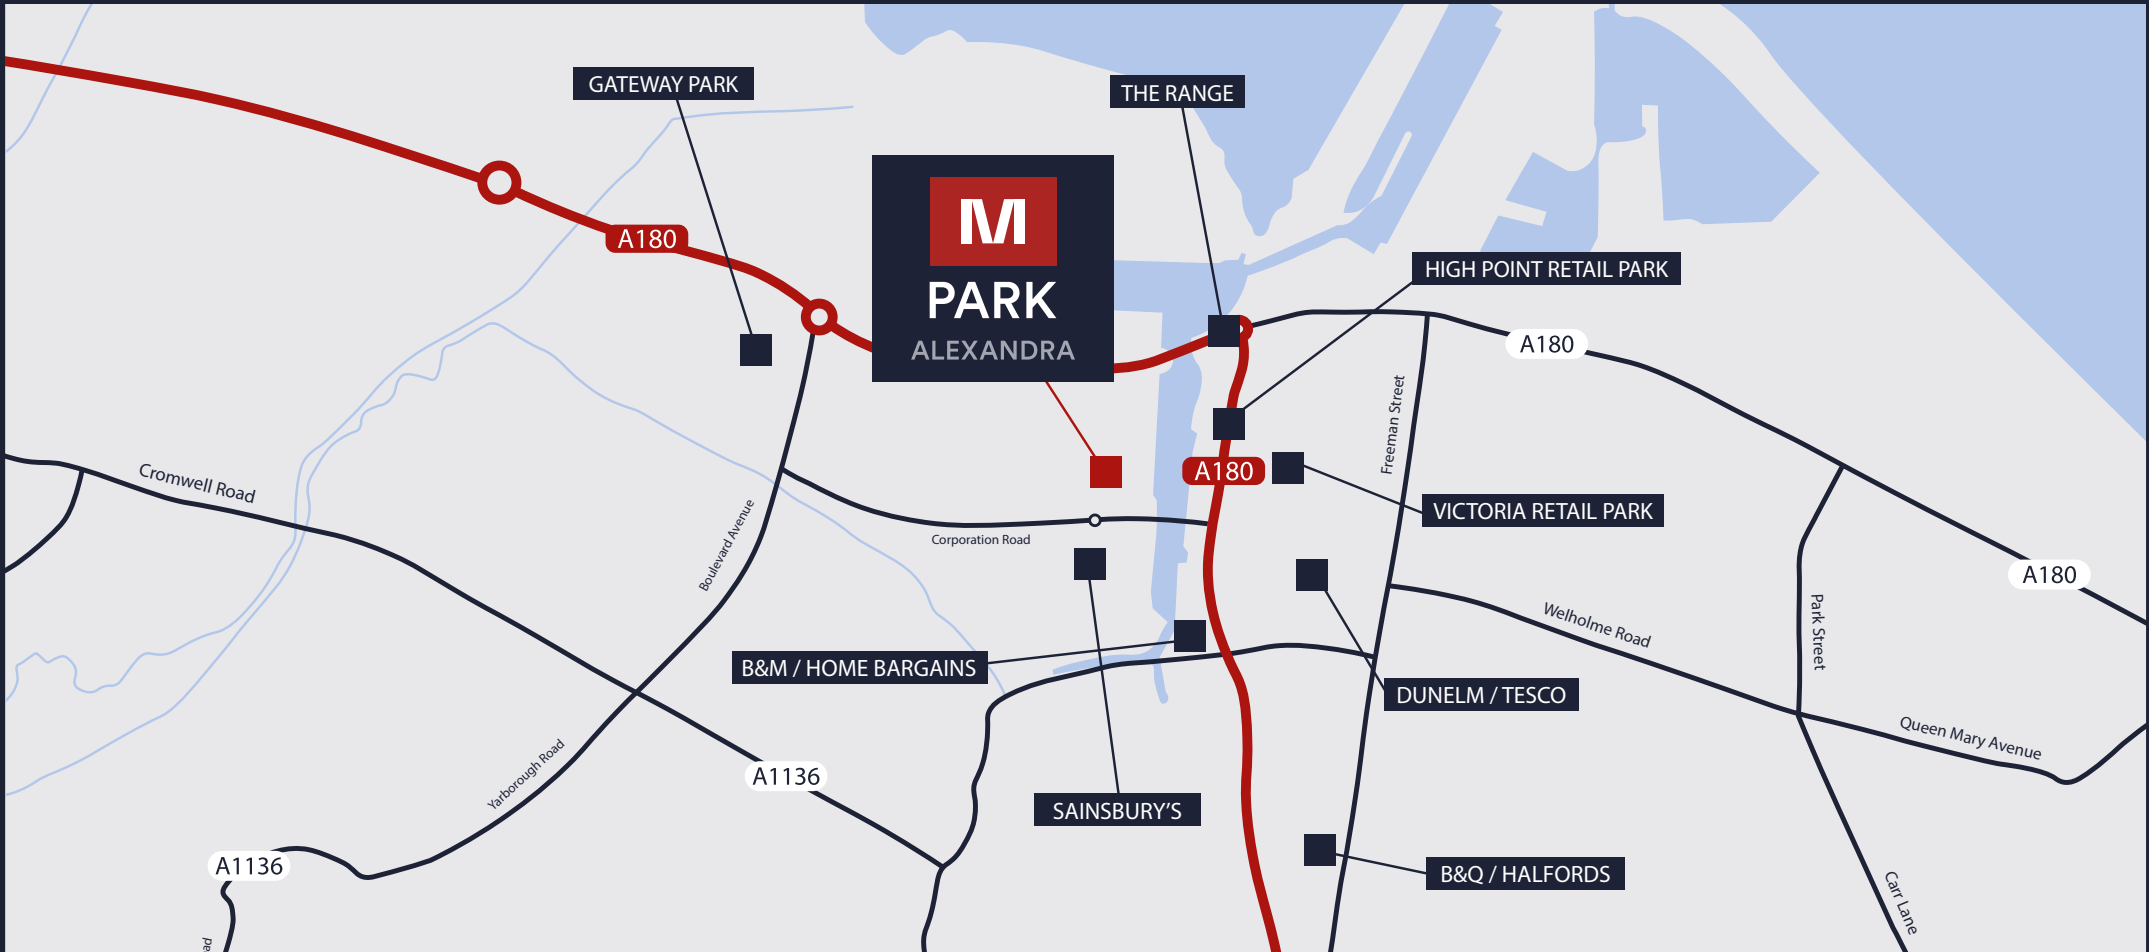 GATEWAY PARK
THE RANGE
A180
M
PARK
ALEXANDRA
HIGH POINT RETAIL PARK
A180
Freeman Street
Cromwell Road
A180
VICTORIA RETAIL PARK
Boulevard Avenue
Corporation Road
A180
Welholme Road
Park Street
B&M / HOME BARGAINS
DUNELM / TESCO
Queen Mary Avenue
Yarborough Road
A1136
SAINSBURY’S
A1136
B&Q / HALFORDS
Carr Lane